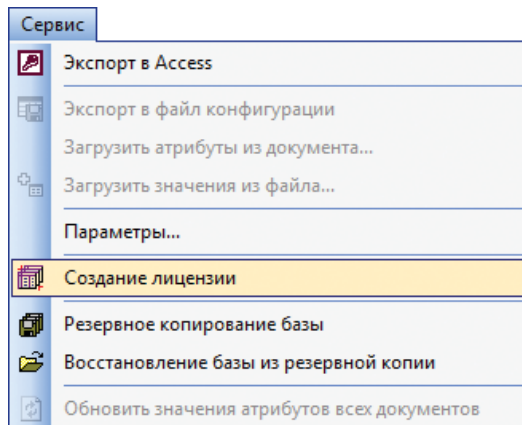 Сервис
Экспорт в Access
Экспорт в файл конфигурации
Загрузить атрибуты из документа...
Загрузить значения из файла...
Параметры...
Создание лицензии
Резервное копирование базы
Восстановление базы из резервной копии
Обновить значения атрибутов всех документов